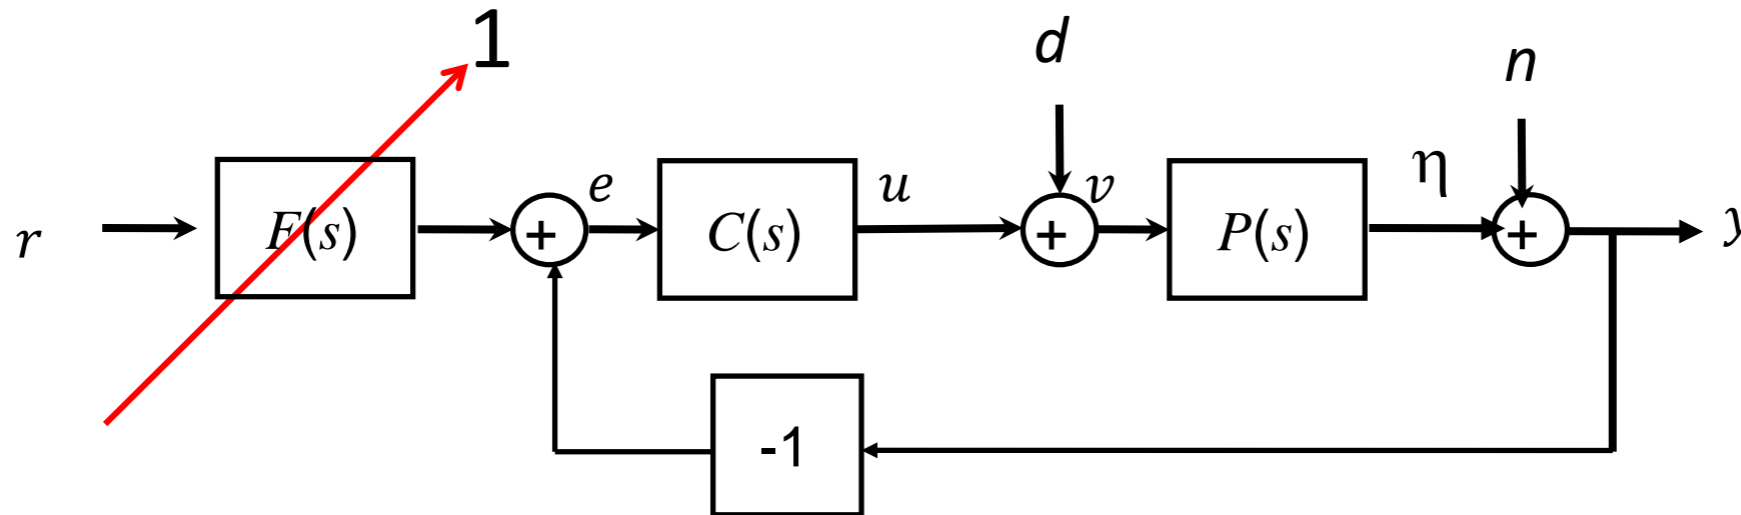 1
d
n
r
F(s)
+
e
C(s)
u
+
v
P(s)
η
+
y
-1